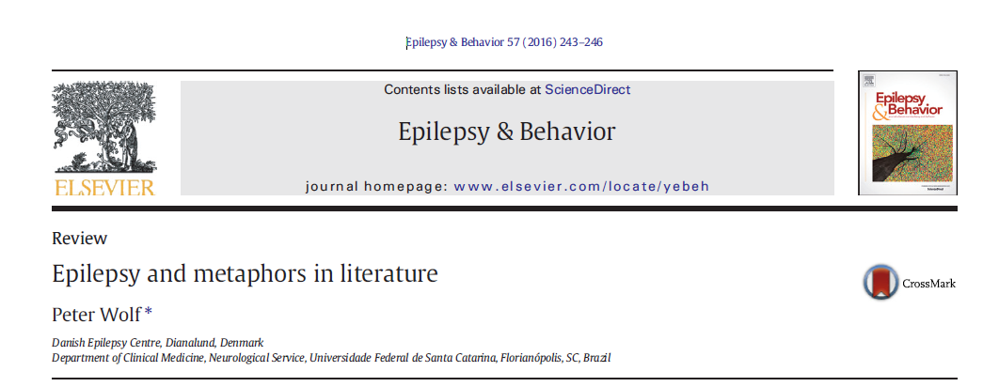 Epilepsy & Behavior 57 (2016) 243–246
Contents lists available at ScienceDirect
Epilepsy & Behavior
journal homepage: www.elsevier.com/locate/yebeh
ELSEVIER
Epilepsy
& Behavior
Review
Epilepsy and metaphors in literature
CrossMark
Peter Wolf *
Danish Epilepsy Centre, Dianalund, Denmark
Department of Clinical Medicine, Neurological Service, Universidade Federal de Santa Catarina, Florianópolis, SC, Brazil